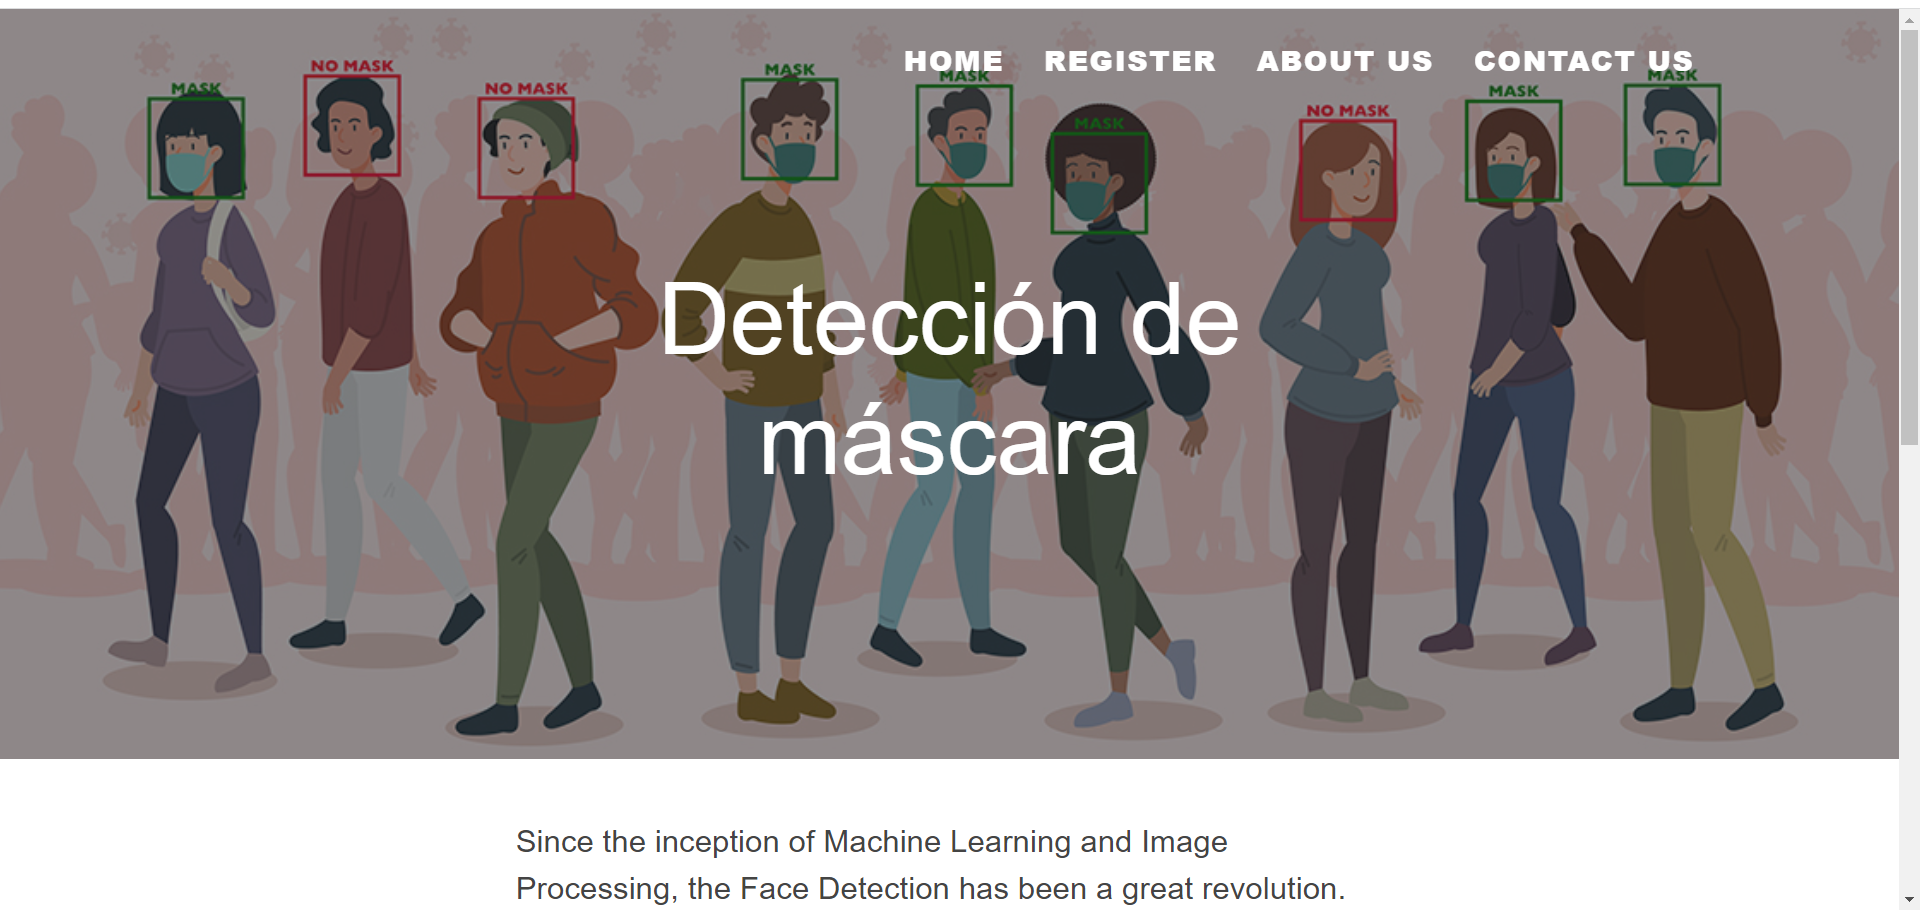 HOME REGISTER ABOUT US CONTACT US
MASK
NO MASK
NO MASK
MASK
MASK
MASK
NO MASK
MASK
MASK
Detección de
máscara
Since the inception of Machine Learning and Image
Processing, the Face Detection has been a great revolution.